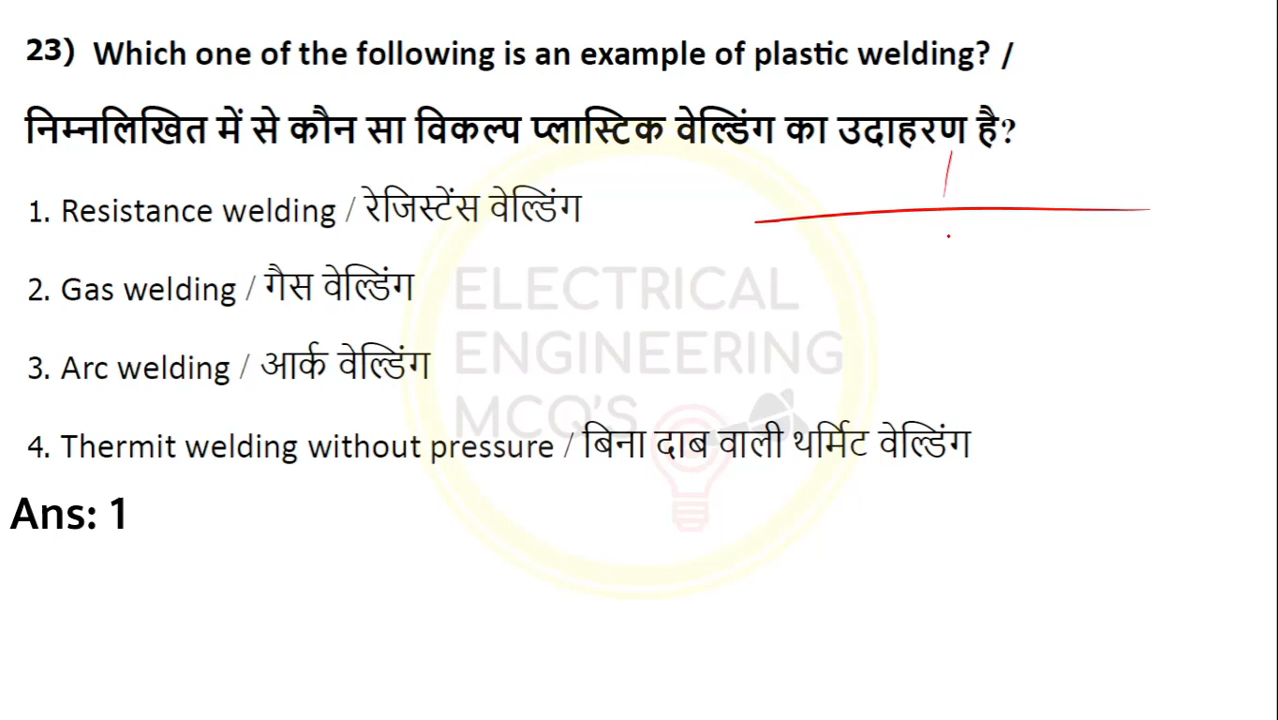 23) Which one of the following is an example of plastic welding? /
निम्नलिखित में से कौन सा विकल्प प्लास्टिक वेल्डिंग का उदाहरण है?
1. Resistance welding / रेजिस्टेंस वेल्डिंग
2. Gas welding / गैस वेल्डिंग
3. Arc welding / आर्क वेल्डिंग
4. Thermit welding without pressure / बिना दाब वाली थर्मिट वेल्डिंग
Ans: 1
ELECTRICAL
ENGINEERING
MCQ'S